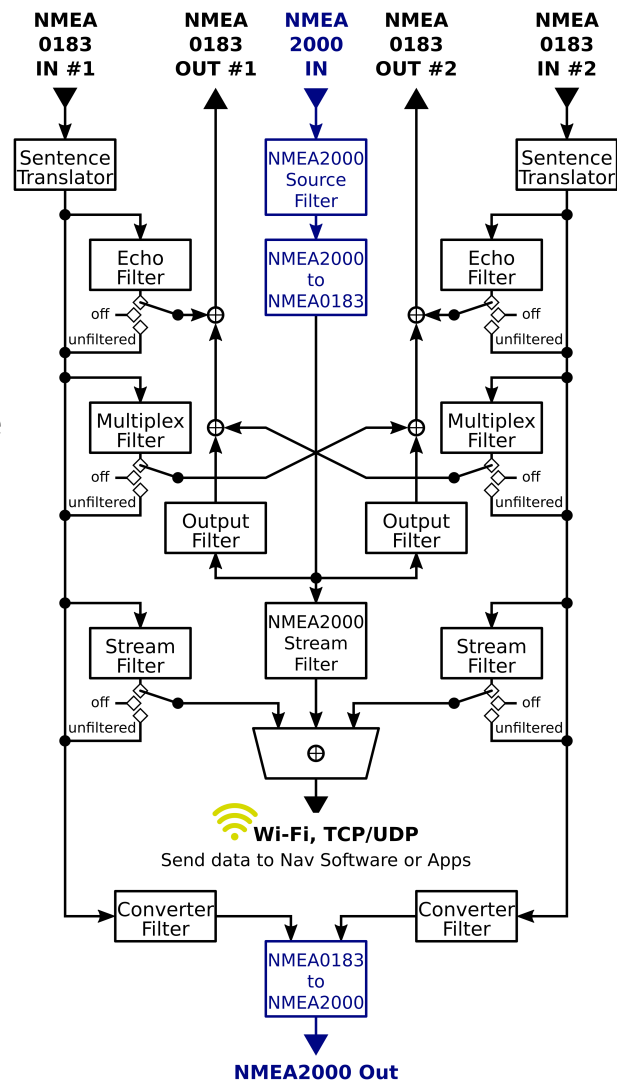 NMEA 0183 IN #1
NMEA 0183 OUT #1
NMEA 2000 IN
NMEA 0183 OUT #2
NMEA 0183 IN #2
Sentence Translator
NMEA2000 Source Filter
Sentence Translator
Echo Filter
NMEA2000 to NMEA0183
Echo Filter
off
unfiltered
off
unfiltered
Multiplex Filter
Multiplex Filter
off
unfiltered
off
unfiltered
Output Filter
Output Filter
Stream Filter
NMEA2000 Stream Filter
Stream Filter
off
unfiltered
off
unfiltered
Wi-Fi, TCP/UDP
Send data to Nav Software or Apps
Converter Filter
Converter Filter
NMEA0183 to NMEA2000
NMEA2000 Out